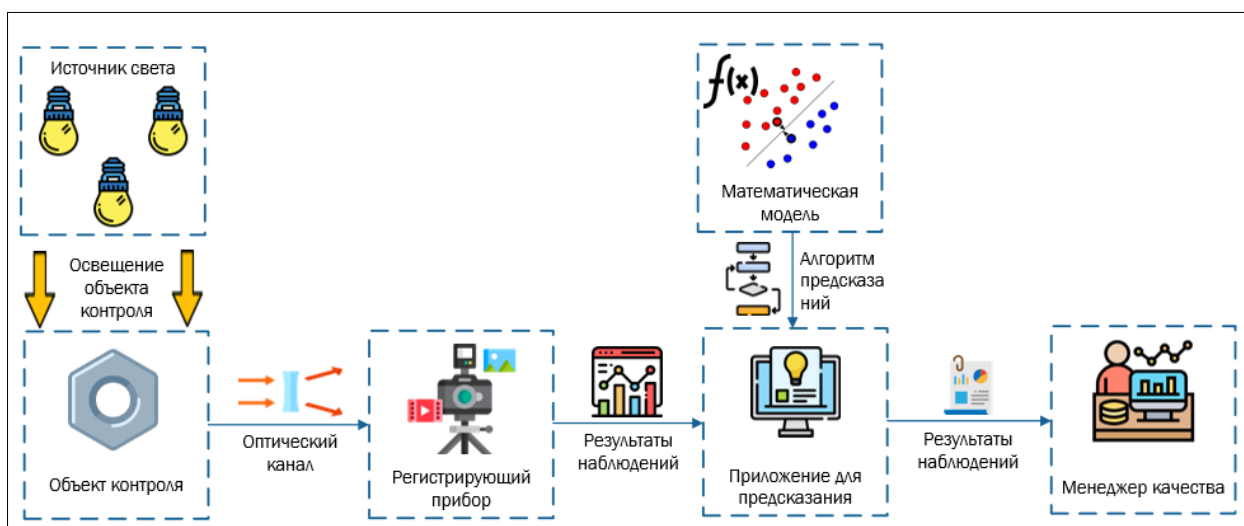 Источник света
f(x)
Математическая
модель
Освещение
объекта
контроля
Алгоритм
предсказа
ний
Объект контроля
Оптический
канал
Регистрирующий
прибор
Результаты
наблюдений
Приложение для
предсказания
Результаты
наблюдений
Менеджер качества